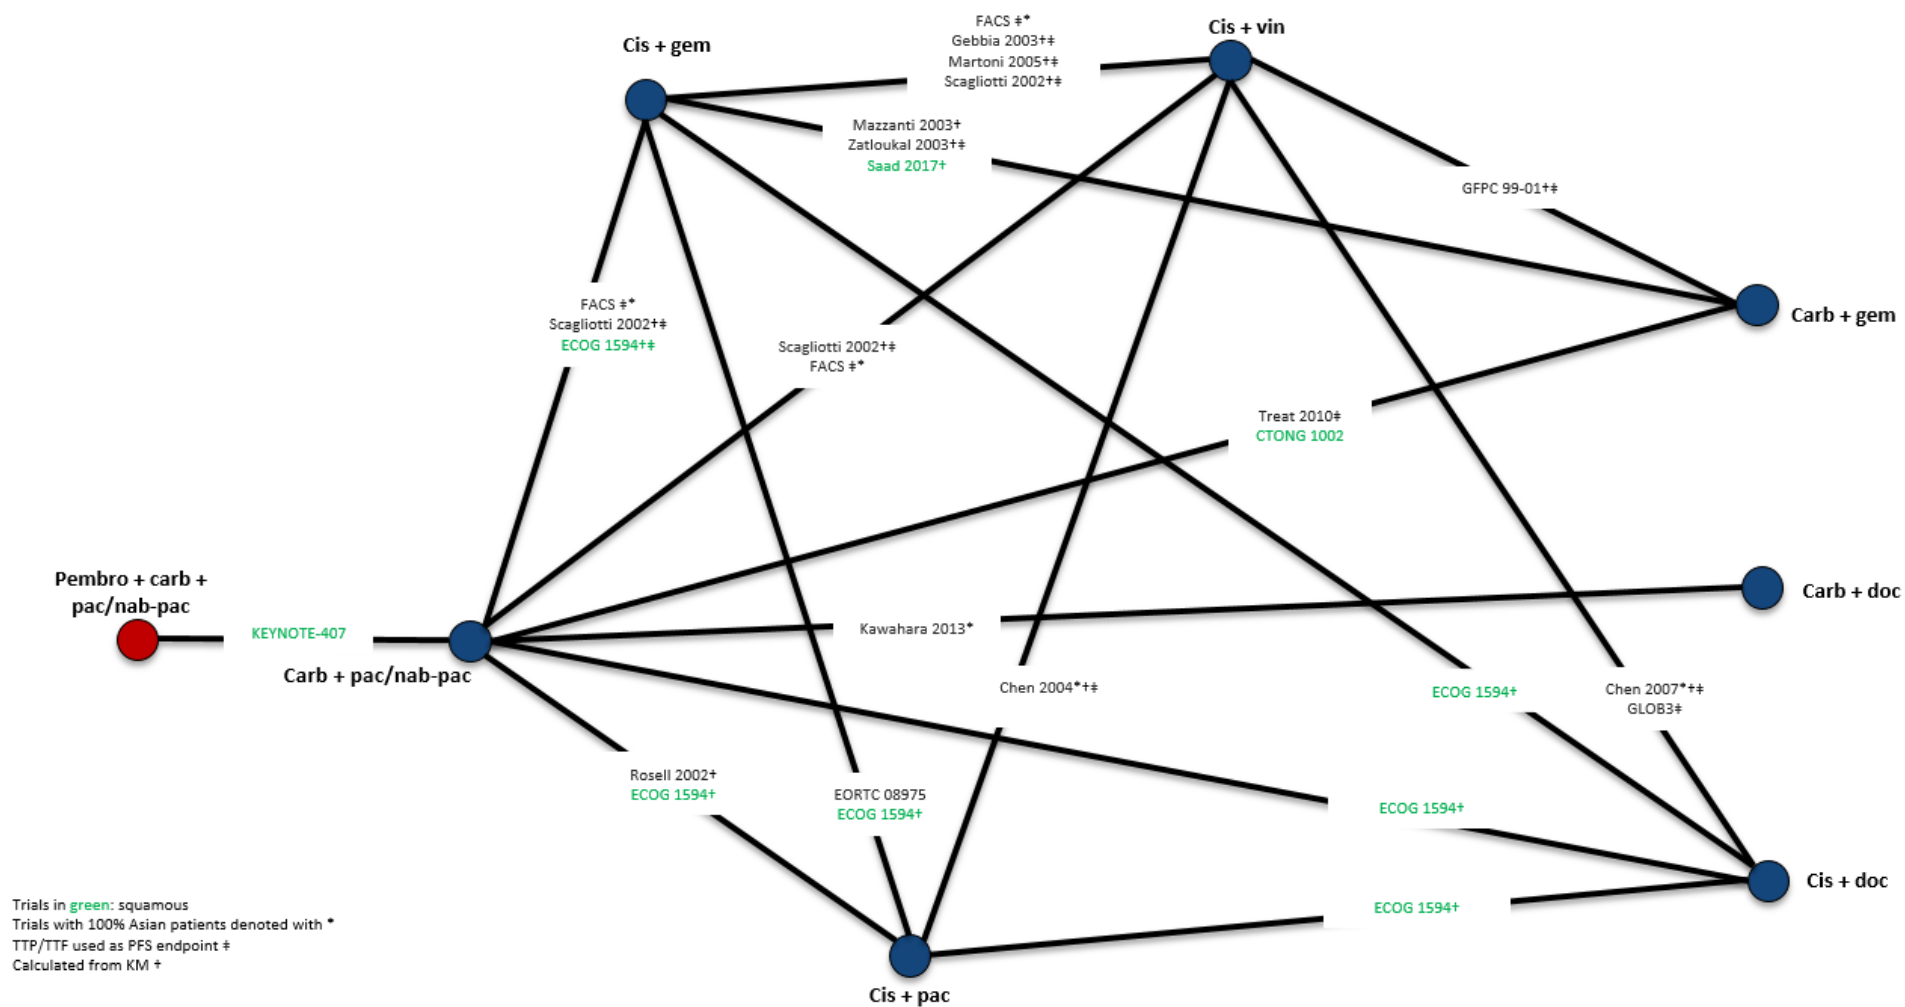 FACS ‡*
Gebbia 2003†‡
Martoni 2005†‡
Scagliotti 2002†‡
Cis + vin
Cis + gem
Mazzanti 2003†
Zatloukal 2003†‡
Saad 2017†
GFPC 99-01†‡
Carb + gem
FACS ‡*
Scagliotti 2002†‡
ECOG 1594†‡
Scagliotti 2002†‡
FACS ‡*
Treat 2010‡
CTONG 1002
Pembro + carb +
pac/nab-pac
KEYNOTE-407
Carb + pac/nab-pac
Kawahara 2013*
Carb + doc
Chen 2004*†‡
ECOG 1594†
Chen 2007*†‡
GLOB3‡
Rosell 2002†
ECOG 1594†
EORTC 08975
ECOG 1594†
ECOG 1594†
Cis + doc
ECOG 1594†
Cis + pac
Trials in green: squamous
Trials with 100% Asian patients denoted with *
TTP/TTF used as PFS endpoint ‡
Calculated from KM †